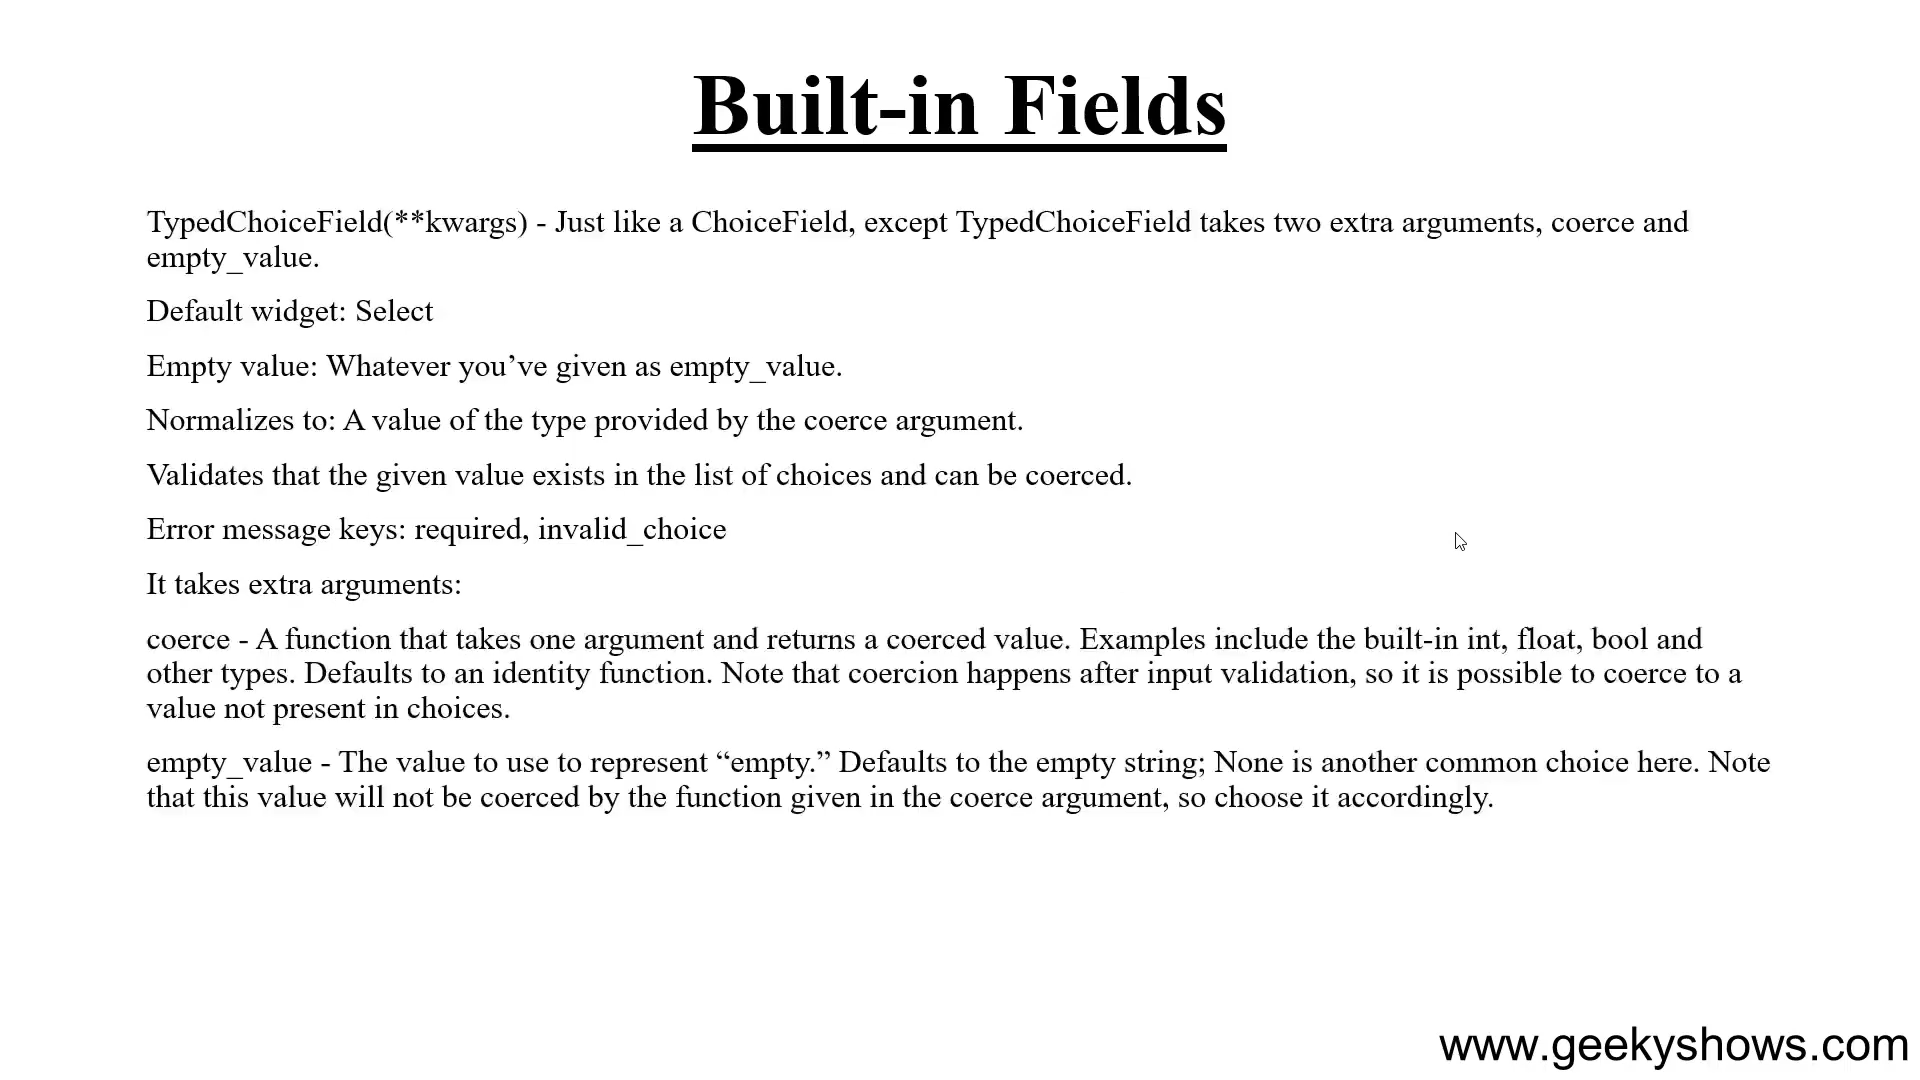 Built-in Fields
TypedChoiceField(**kwargs) - Just like a ChoiceField, except TypedChoiceField takes two extra arguments, coerce and
empty_value.
Default widget: Select
Empty value: Whatever you’ve given as empty_value.
Normalizes to: A value of the type provided by the coerce argument.
Validates that the given value exists in the list of choices and can be coerced.
Error message keys: required, invalid_choice
It takes extra arguments:
coerce - A function that takes one argument and returns a coerced value. Examples include the built-in int, float, bool and
other types. Defaults to an identity function. Note that coercion happens after input validation, so it is possible to coerce to a
value not present in choices.
empty_value - The value to use to represent “empty.” Defaults to the empty string; None is another common choice here. Note
that this value will not be coerced by the function given in the coerce argument, so choose it accordingly.
www.geekyshows.com